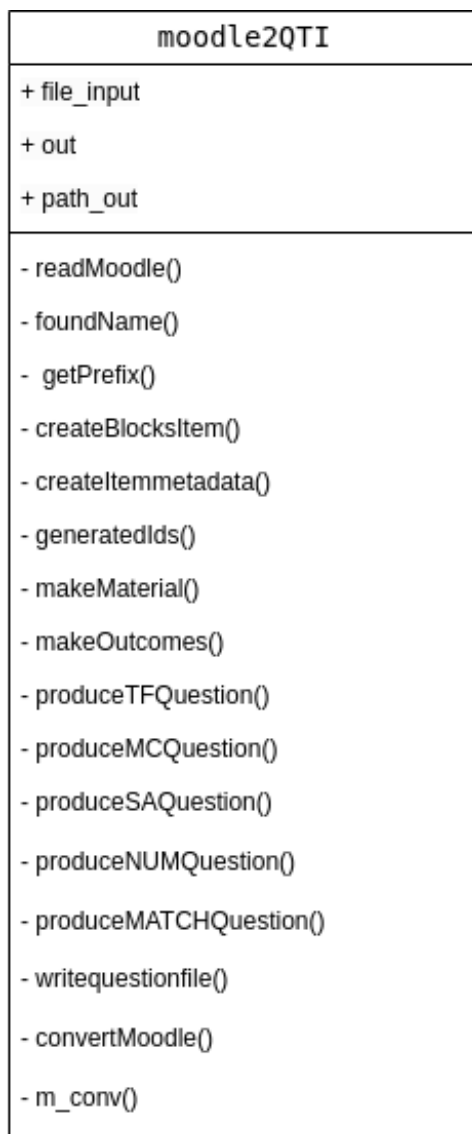 moodle2QTI
+ file_input
+ out
+ path_out
- readMoodle()
- foundName()
- getPrefix()
- createBlocksItem()
- createItemmetadata()
- generatedIds()
- makeMaterial()
- makeOutcomes()
- produceTFQuestion()
- produceMCQuestion()
- produceSAQuestion()
- produceNUMQuestion()
- produceMATCHQuestion()
- writequestionfile()
- convertMoodle()
- m_conv()